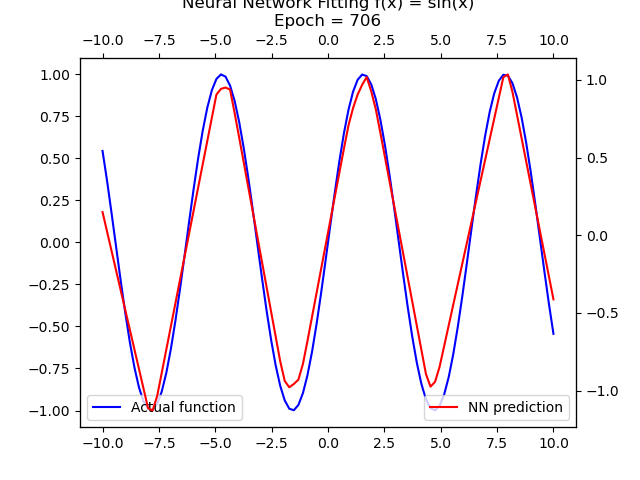 Neural Network Fitting f(x) = sin(x)
Epoch = 706
−10.0 −7.5 −5.0 −2.5 0.0 2.5 5.0 7.5 10.0
1.00
0.75
0.50
0.25
0.00
−0.25
−0.50
−0.75
−1.00
1.0
0.5
0.0
−0.5
−1.0
Actual function
NN prediction
−10.0 −7.5 −5.0 −2.5 0.0 2.5 5.0 7.5 10.0